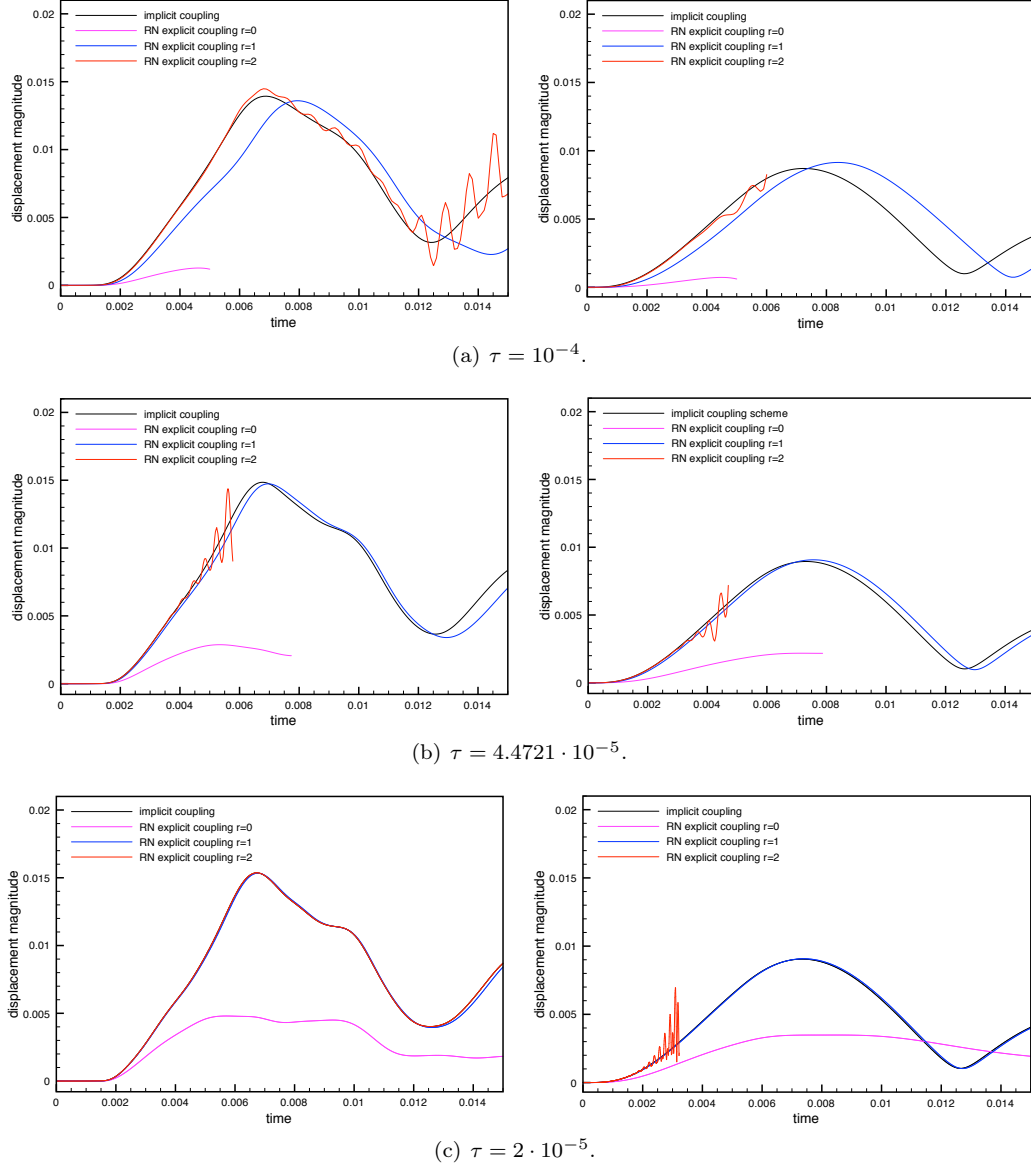 implicit coupling
RN explicit coupling r=0
RN explicit coupling r=1
RN explicit coupling r=2
displacement magnitude
0.02
0.015
0.01
0.005
0
0 0.002 0.004 0.006 0.008 0.01 0.012 0.014
time
implicit coupling
RN explicit coupling r=0
RN explicit coupling r=1
RN explicit coupling r=2
displacement magnitude
0.02
0.015
0.01
0.005
0
0 0.002 0.004 0.006 0.008 0.01 0.012 0.014
time
(a) τ = 10⁻⁴.
implicit coupling
RN explicit coupling r=0
RN explicit coupling r=1
RN explicit coupling r=2
displacement magnitude
0.02
0.015
0.01
0.005
0
0 0.002 0.004 0.006 0.008 0.01 0.012 0.014
time
implicit coupling scheme
RN explicit coupling r=0
RN explicit coupling r=1
RN explicit coupling r=2
displacement magnitude
0.02
0.015
0.01
0.005
0
0 0.002 0.004 0.006 0.008 0.01 0.012 0.014
time
(b) τ = 4.4721 · 10⁻⁵.
implicit coupling
RN explicit coupling r=0
RN explicit coupling r=1
RN explicit coupling r=2
displacement magnitude
0.02
0.015
0.01
0.005
0
0 0.002 0.004 0.006 0.008 0.01 0.012 0.014
time
implicit coupling
RN explicit coupling r=0
RN explicit coupling r=1
RN explicit coupling r=2
displacement magnitude
0.02
0.015
0.01
0.005
0
0 0.002 0.004 0.006 0.008 0.01 0.012 0.014
time
(c) τ = 2 · 10⁻⁵.